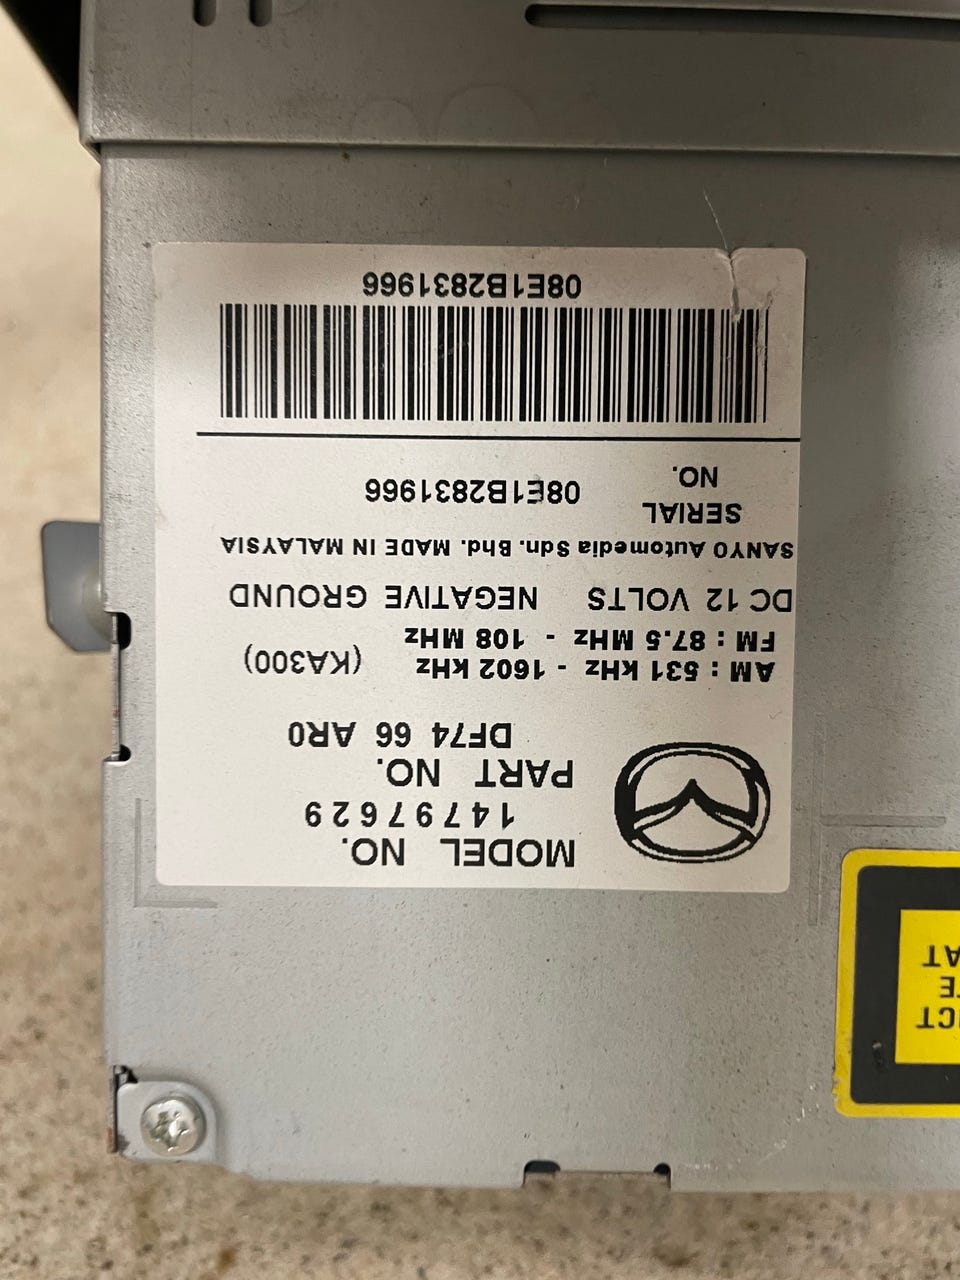 MODEL NO.
14797629
PART NO.
DF74 66 AR0
AM : 531 kHz - 1602 kHz (KA300)
FM : 87.5 MHz - 108 MHz
DC 12 VOLTS NEGATIVE GROUND
SANYO Automedia Sdn. Bhd. MADE IN MALAYSIA
SERIAL
NO. 08E1B2831966
08E1B2831966